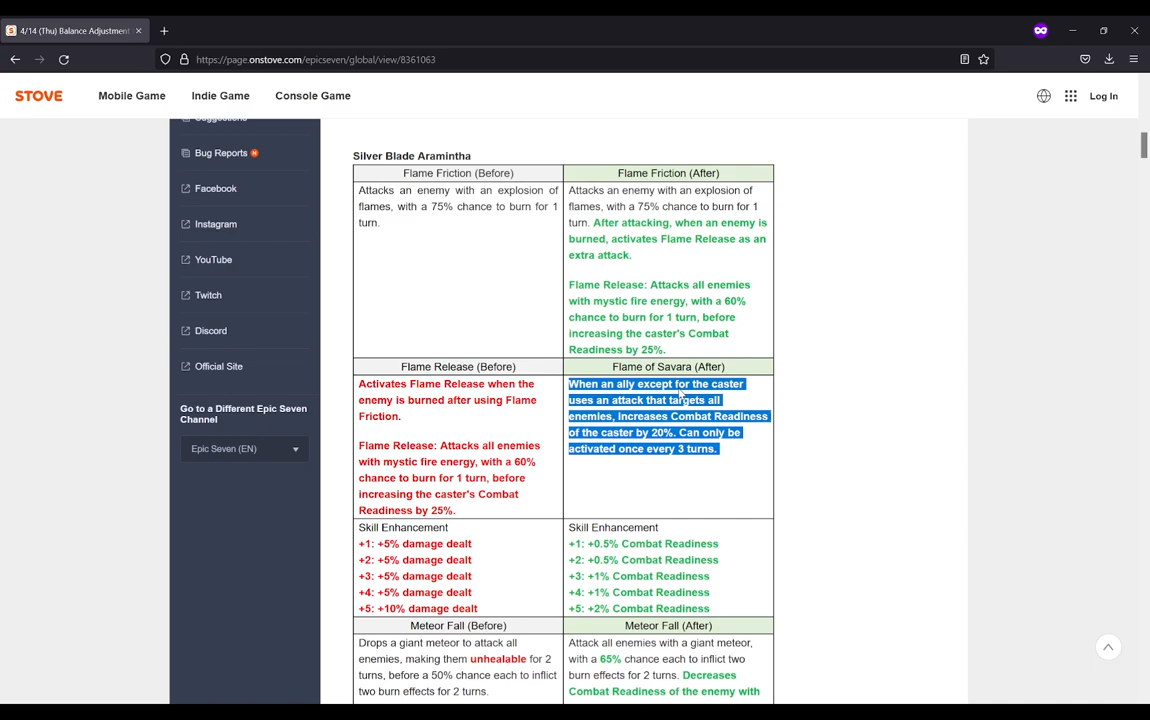 4/14 (Thu) Balance Adjustment
https://page.onstove.com/epicseven/global/view/8361063
STOVE
Mobile Game
Indie Game
Console Game
Log In
Suggestions
Bug Reports
Facebook
Instagram
YouTube
Twitch
Discord
Official Site
Go to a Different Epic Seven
Channel
Epic Seven (EN)
Silver Blade Aramintha
Flame Friction (Before)
Attacks an enemy with an explosion of
flames, with a 75% chance to burn for 1
turn.
Flame Friction (After)
Attacks an enemy with an explosion of
flames, with a 75% chance to burn for 1
turn. After attacking, when an enemy is
burned, activates Flame Release as an
extra attack.
Flame Release: Attacks all enemies
with mystic fire energy, with a 60%
chance to burn for 1 turn, before
increasing the caster's Combat
Readiness by 25%.
Flame Release (Before)
Activates Flame Release when the
enemy is burned after using Flame
Friction.
Flame Release: Attacks all enemies
with mystic fire energy, with a 60%
chance to burn for 1 turn, before
increasing the caster's Combat
Readiness by 25%.
Flame of Savara (After)
When an ally except for the caster
uses an attack that targets all
enemies, increases Combat Readiness
of the caster by 20%. Can only be
activated once every 3 turns.
Skill Enhancement
+1: +5% damage dealt
+2: +5% damage dealt
+3: +5% damage dealt
+4: +5% damage dealt
+5: +10% damage dealt
Skill Enhancement
+1: +0.5% Combat Readiness
+2: +0.5% Combat Readiness
+3: +1% Combat Readiness
+4: +1% Combat Readiness
+5: +2% Combat Readiness
Meteor Fall (Before)
Drops a giant meteor to attack all
enemies, making them unhealable for 2
turns, before a 50% chance each to inflict
two burn effects for 2 turns.
Meteor Fall (After)
Attack all enemies with a giant meteor,
with a 65% chance each to inflict two
burn effects for 2 turns. Decreases
Combat Readiness of the enemy with